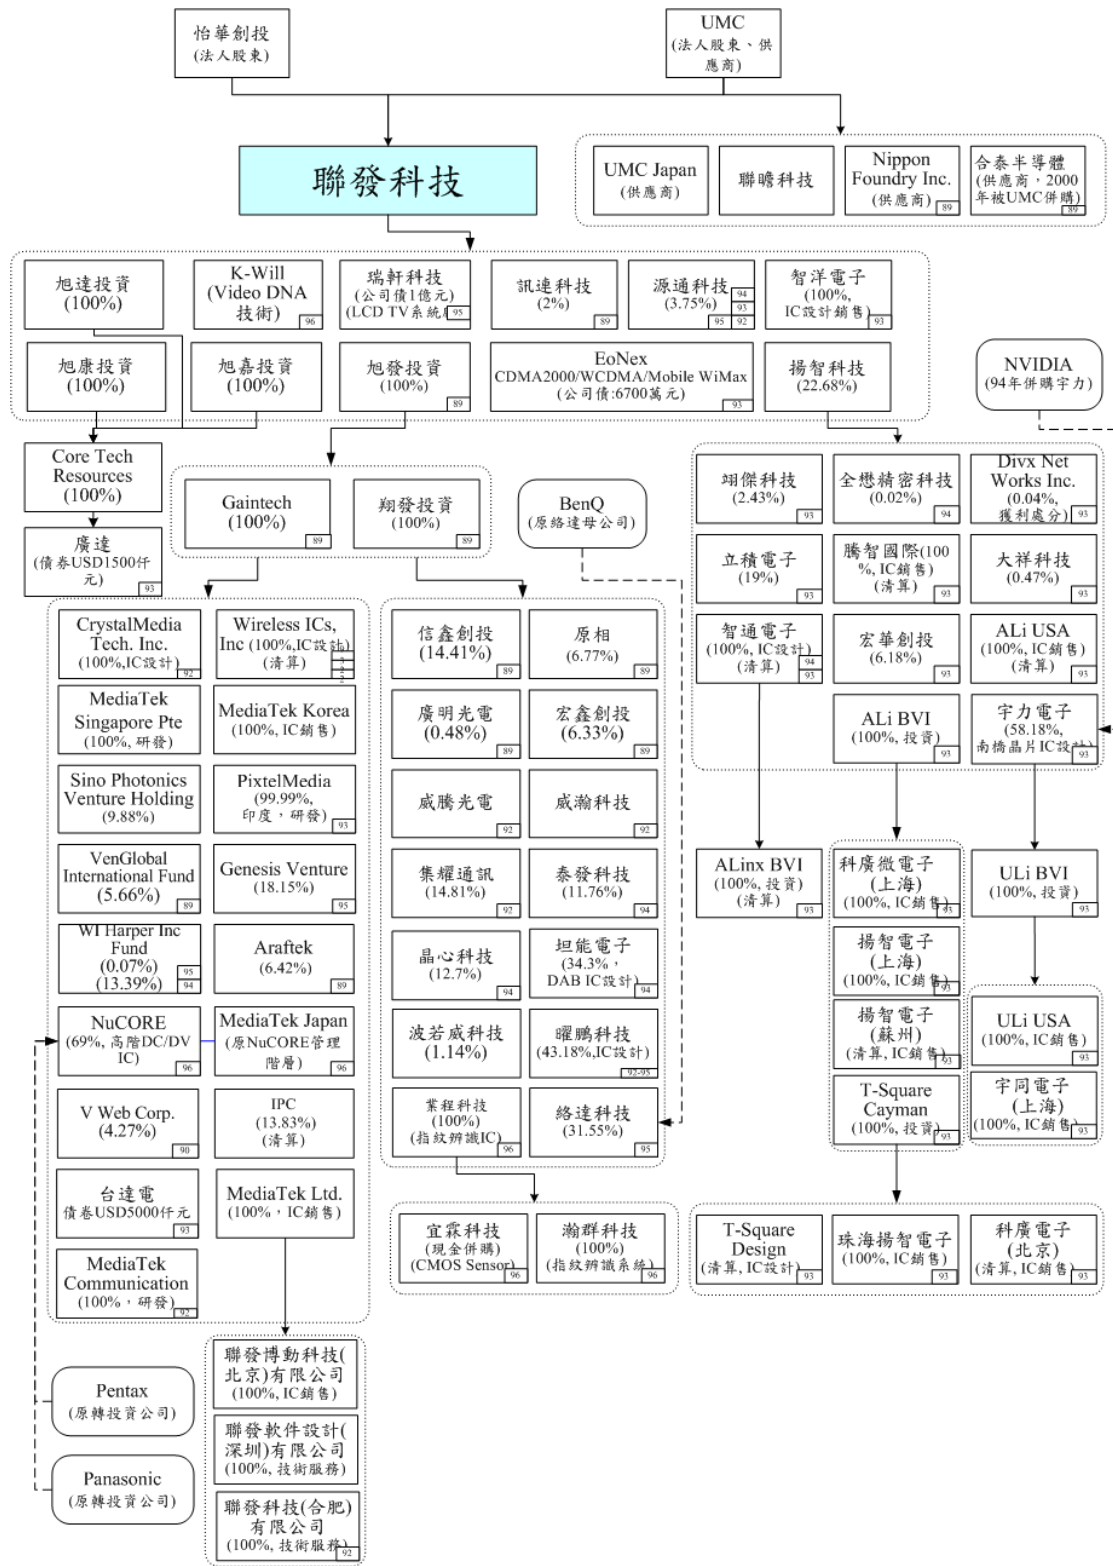 怡華創投
(法人股東)
UMC
(法人股東、供
應商)
聯發科技
UMC Japan
(供應商)
聯瞻科技
Nippon
Foundry Inc.
(供應商)
89
合泰半導體
(供應商，2000
年被UMC併購)
89
旭達投資
(100%)
K-Will
(Video DNA
技術)
96
瑞軒科技
(公司債1億元)
(LCD TV系統
95
訊連科技
(2%)
89
源通科技
(3.75%)
94
93
95
92
智洋電子
(100%,
IC設計銷售)
93
旭康投資
(100%)
旭嘉投資
(100%)
旭發投資
(100%)
89
EoNex
CDMA2000/WCDMA/Mobile WiMax
(公司債:6700萬元)
93
揚智科技
(22.68%)
NVIDIA
(94年併購宇力)
Core Tech
Resources
(100%)
廣達
(債券USD1500仟
元)
93
Gaintech
(100%)
89
翔發投資
(100%)
89
BenQ
(原絡達母公司)
翊傑科技
(2.43%)
93
全懋精密科技
(0.02%)
94
Divx Net
Works Inc.
(0.04%,
獲利處分)
93
立積電子
(19%)
93
騰智國際(100
%, IC銷售)
(清算)
93
大祥科技
(0.47%)
93
智通電子
(100%, IC設計)
(清算)
94
93
宏華創投
(6.18%)
93
ALi USA
(100%, IC銷售)
(清算)
93
ALi BVI
(100%, 投資)
93
宇力電子
(58.18%,
南橋晶片IC設計)
93
CrystalMedia
Tech. Inc.
(100%,IC設計)
92
Wireless ICs,
Inc (100%,IC設計)
(清算)
MediaTek
Singapore Pte
(100%, 研發)
MediaTek Korea
(100%, IC銷售)
Sino Photonics
Venture Holding
(9.88%)
PixtelMedia
(99.99%,
印度，研發)
93
VenGlobal
International Fund
(5.66%)
89
Genesis Venture
(18.15%)
95
WI Harper Inc
Fund
(0.07%)
95
(13.39%)
94
Araftek
(6.42%)
89
NuCORE
(69%, 高階DC/DV
IC)
96
MediaTek Japan
(原NuCORE管理
階層)
96
V Web Corp.
(4.27%)
90
IPC
(13.83%)
(清算)
台達電
債卷USD5000仟元
93
MediaTek Ltd.
(100%，IC銷售)
MediaTek
Communication
(100%，研發)
92
信鑫創投
(14.41%)
89
原相
(6.77%)
89
廣明光電
(0.48%)
89
宏鑫創投
(6.33%)
89
威騰光電
92
威瀚科技
92
集耀通訊
(14.81%)
92
泰發科技
(11.76%)
94
晶心科技
(12.7%)
94
坦能電子
(34.3%，
DAB IC設計)
94
波若威科技
(1.14%)
曜鵬科技
(43.18%,IC設計)
92-95
業程科技
(100%)
(指紋辨識IC)
96
絡達科技
(31.55%)
95
宜霖科技
(現金併購)
(CMOS Sensor)
96
瀚群科技
(100%)
(指紋辨識系統)
96
ALinx BVI
(100%, 投資)
(清算)
93
科廣微電子
(上海)
(100%, IC銷售)
93
ULi BVI
(100%, 投資)
93
揚智電子
(上海)
(100%, IC銷售)
93
揚智電子
(蘇州)
(清算, IC銷售)
93
ULi USA
(100%, IC銷售)
93
T-Square
Cayman
(100%, 投資)
93
宇同電子
(上海)
(100%, IC銷售)
93
T-Square
Design
(清算, IC設計)
93
珠海揚智電子
(100%, IC銷售)
93
科廣電子
(北京)
(清算, IC銷售)
93
聯發博動科技(
北京)有限公司
(100%, IC銷售)
聯發軟件設計(
深圳)有限公司
(100%, 技術服務)
聯發科技(合肥)
有限公司
(100%, 技術服務)
92
Pentax
(原轉投資公司)
Panasonic
(原轉投資公司)